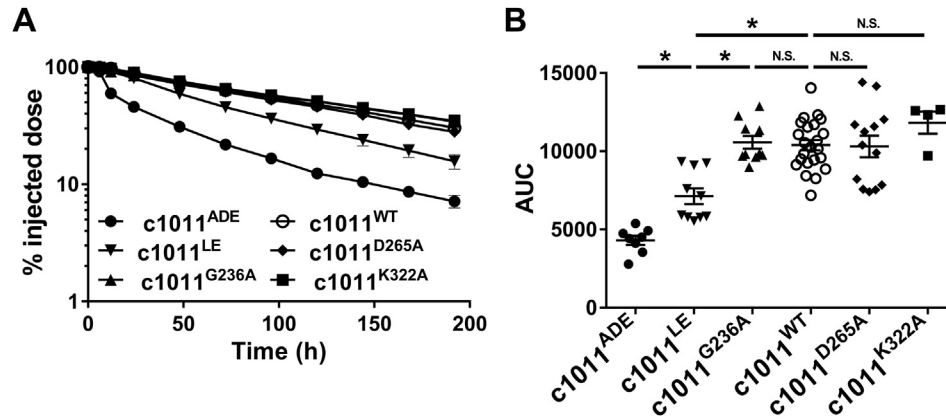 A
% injected dose
100
10
1
c1011ADE
c1011LE
c1011G236A
c1011WT
c1011D265A
c1011K322A
0
50
100
150
200
Time (h)
B
*
N.S.
*
*
N.S.
N.S.
AUC
15000
10000
5000
0
c1011ADE
c1011LE
c1011G236A
c1011WT
c1011D265A
c1011K322A